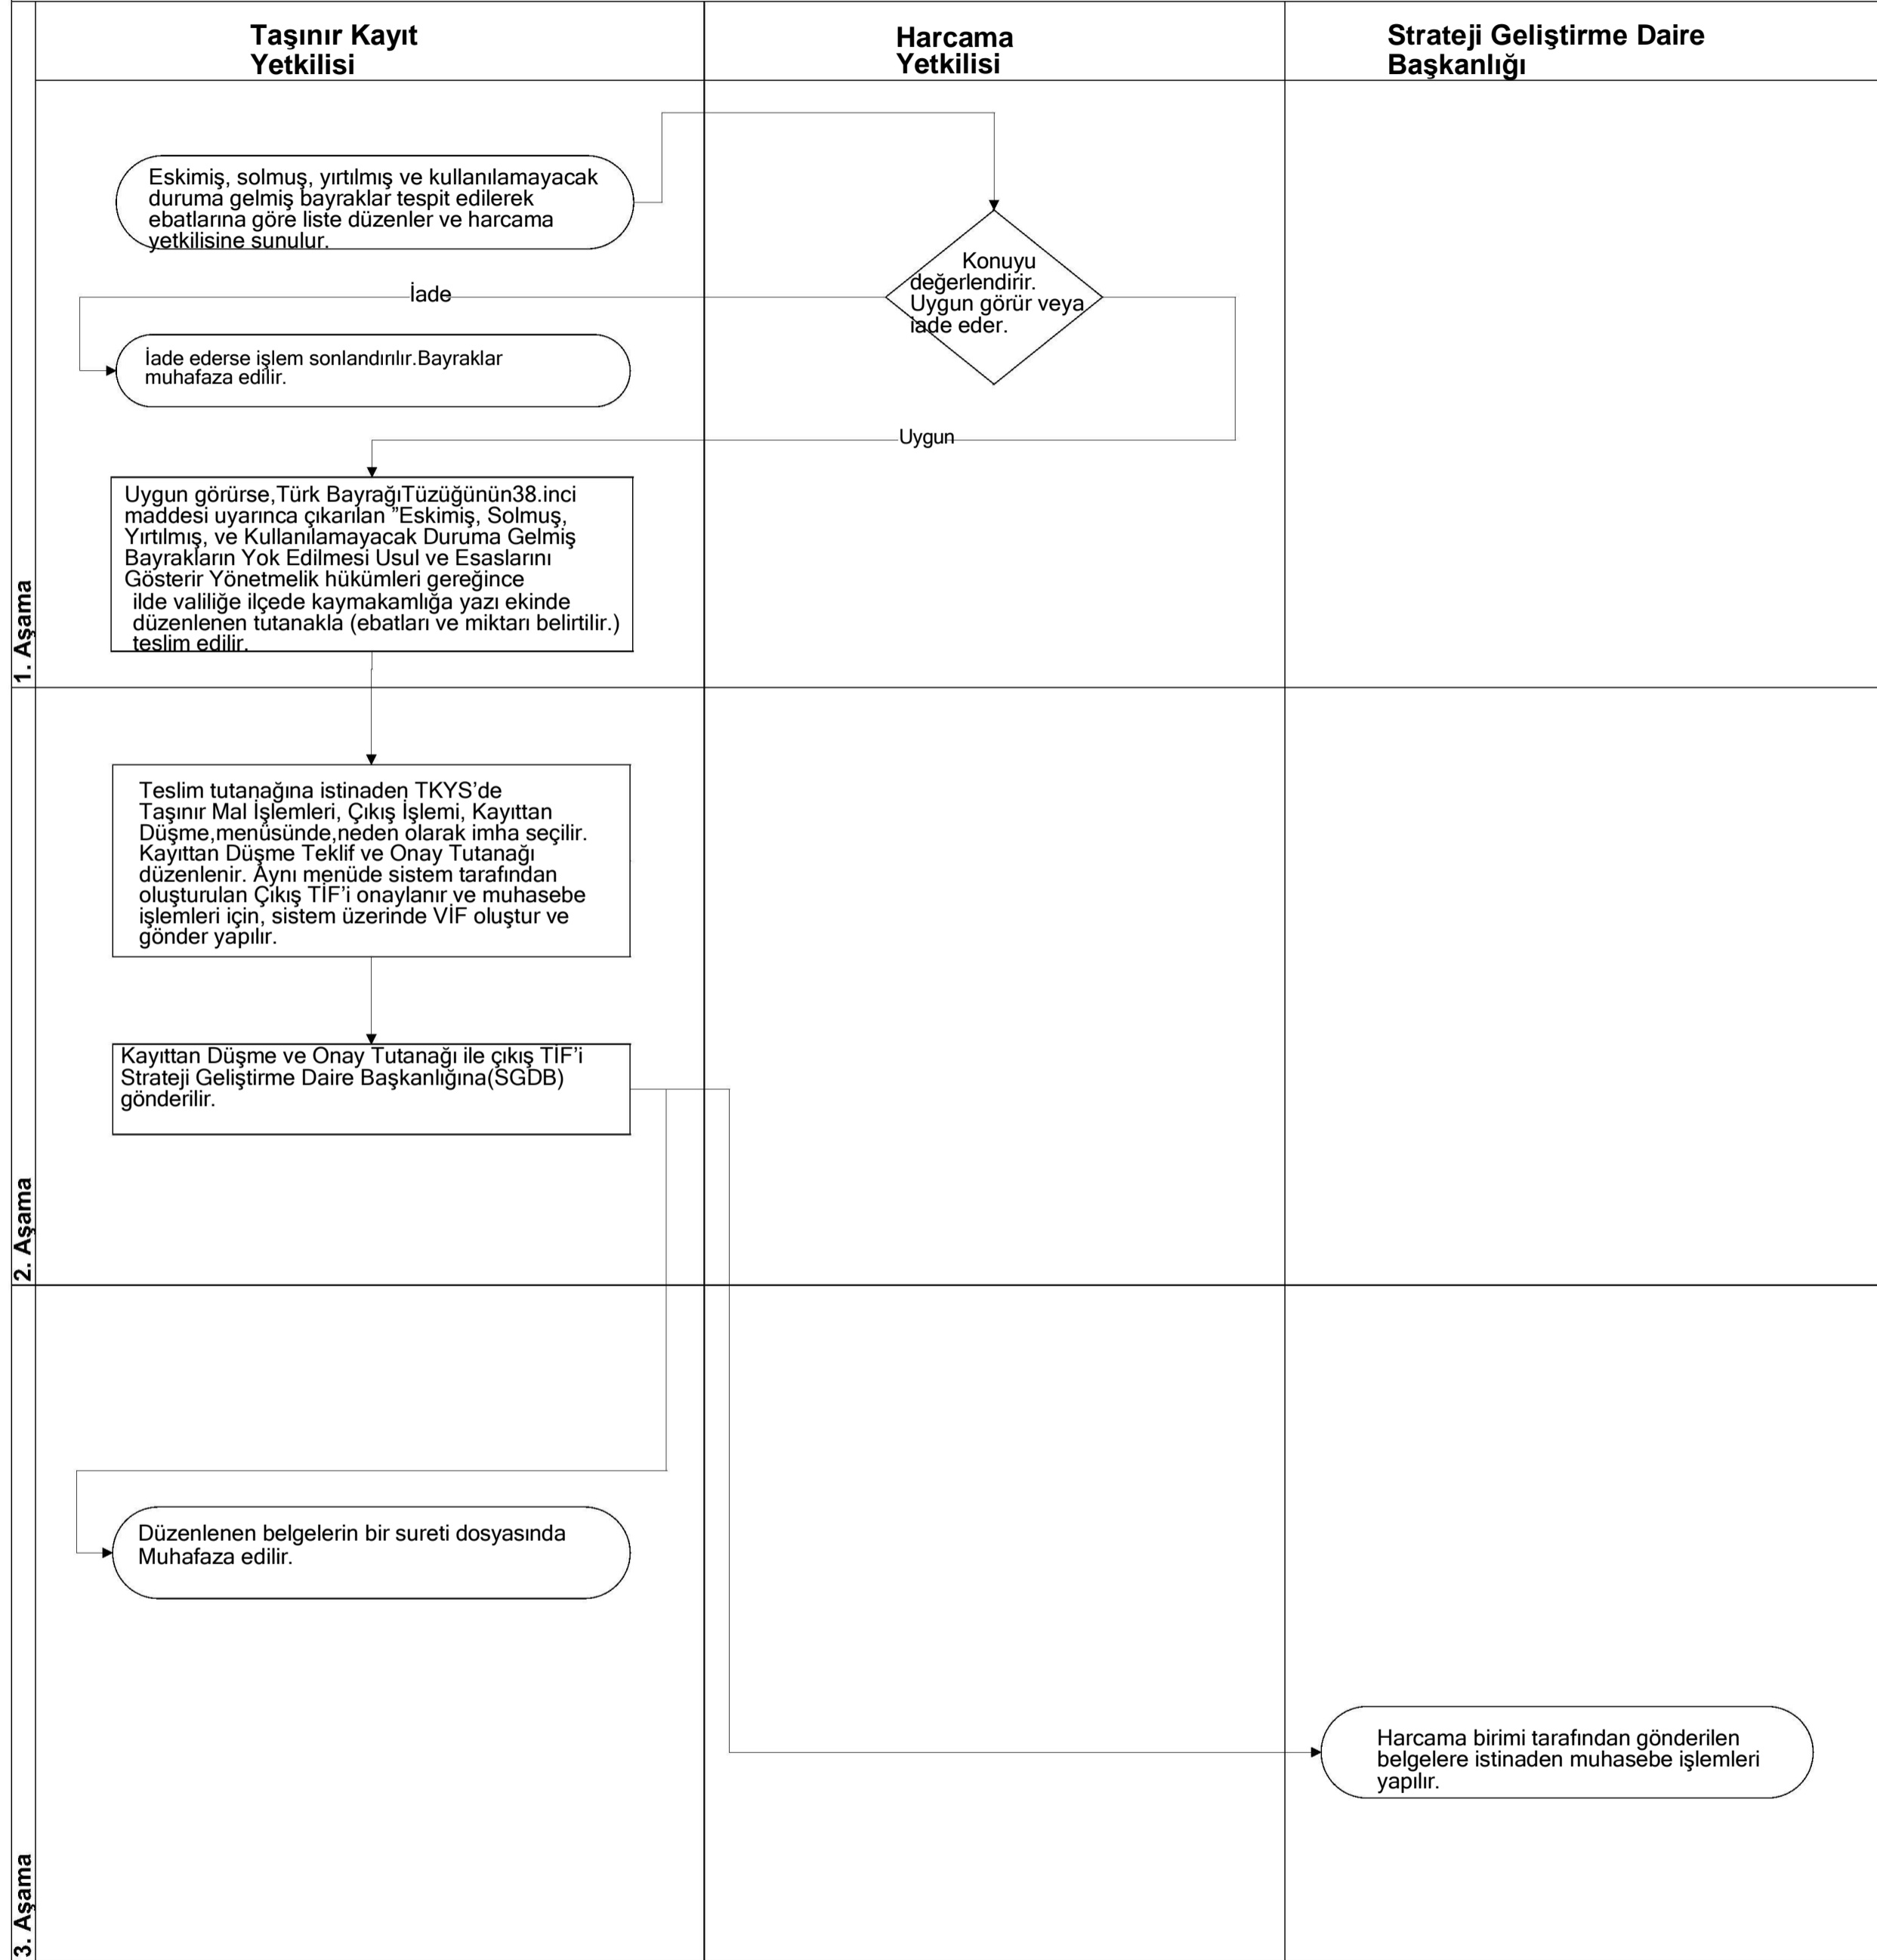 Taşınır Kayıt
Yetkilisi
Harcama
Yetkilisi
Strateji Geliştirme Daire
Başkanlığı
1. Aşama
Eskimiş, solmuş, yırtılmış ve kullanılamayacak
duruma gelmiş bayraklar tespit edilerek
ebatlarına göre liste düzenler ve harcama
yetkilisine sunulur.
Konuyu
değerlendirir.
Uygun görür veya
iade eder.
İade
İade ederse işlem sonlandırılır.Bayraklar
muhafaza edilir.
Uygun
Uygun görürse,Türk BayrağıTüzüğünün38.inci
maddesi uyarınca çıkarılan ”Eskimiş, Solmuş,
Yırtılmış, ve Kullanılamayacak Duruma Gelmiş
Bayrakların Yok Edilmesi Usul ve Esaslarını
Gösterir Yönetmelik hükümleri gereğince
ilde valiliğe ilçede kaymakamlığa yazı ekinde
düzenlenen tutanakla (ebatları ve miktarı belirtilir.)
teslim edilir.
2. Aşama
Teslim tutanağına istinaden TKYS’de
Taşınır Mal İşlemleri, Çıkış İşlemi, Kayıttan
Düşme,menüsünde,neden olarak imha seçilir.
Kayıttan Düşme Teklif ve Onay Tutanağı
düzenlenir. Aynı menüde sistem tarafından
oluşturulan Çıkış TİF’i onaylanır ve muhasebe
işlemleri için, sistem üzerinde VİF oluştur ve
gönder yapılır.
Kayıttan Düşme ve Onay Tutanağı ile çıkış TİF’i
Strateji Geliştirme Daire Başkanlığına(SGDB)
gönderilir.
3. Aşama
Düzenlenen belgelerin bir sureti dosyasında
Muhafaza edilir.
Harcama birimi tarafından gönderilen
belgelere istinaden muhasebe işlemleri
yapılır.